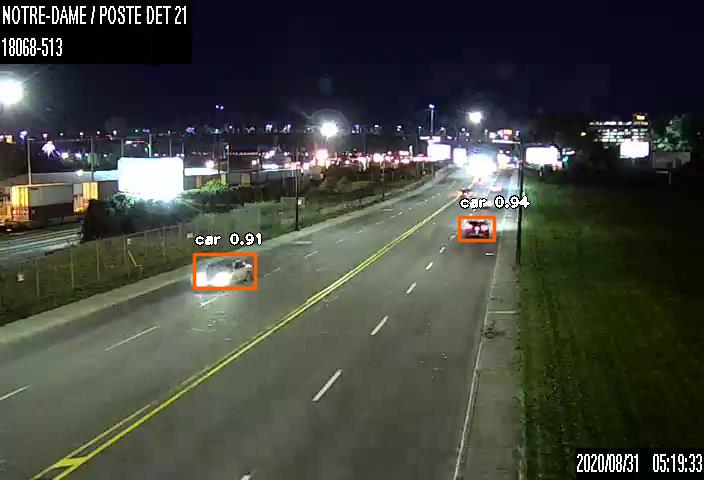 NOTRE-DAME / POSTE DET 21
18068-513
car 0.94
car 0.91
2020/08/31 05:19:33